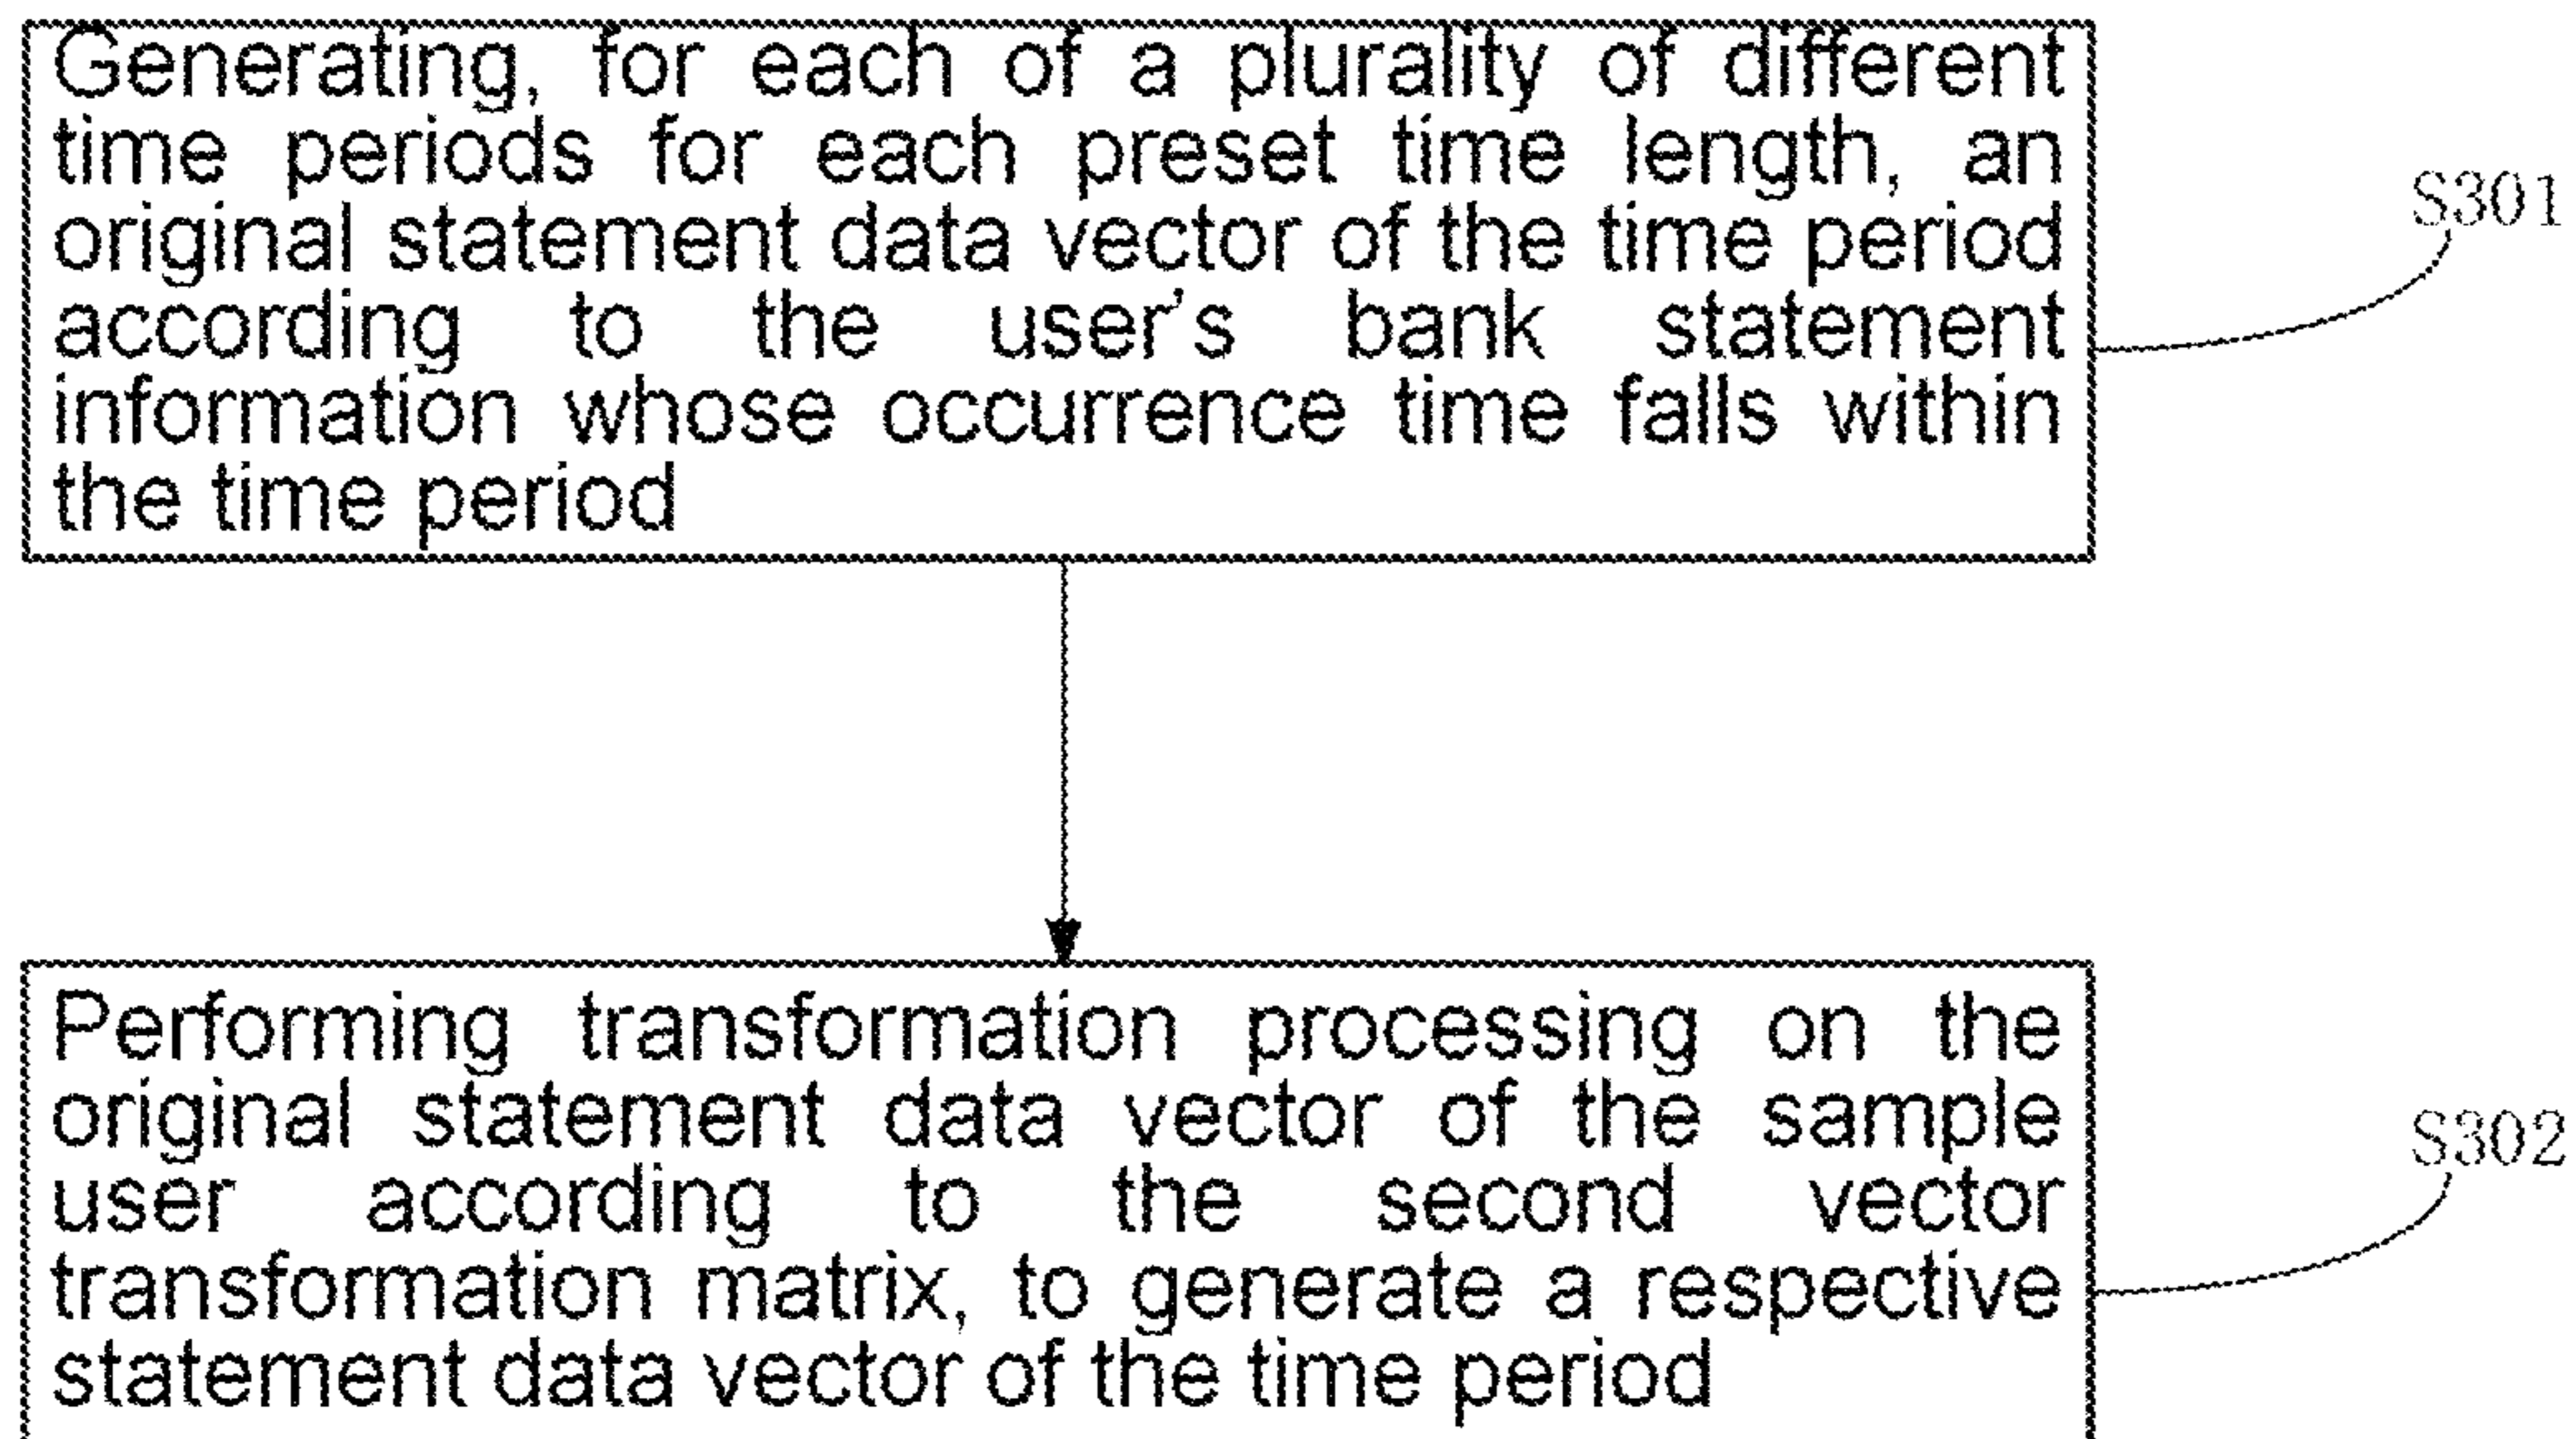 Generating, for each of a plurality of different
time periods for each preset time length, an
original statement data vector of the time period
according to the user's bank statement
information whose occurrence time falls within
the time period
S301
Performing transformation processing on the
original statement data vector of the sample
user according to the second vector
transformation matrix, to generate a respective
statement data vector of the time period
S302